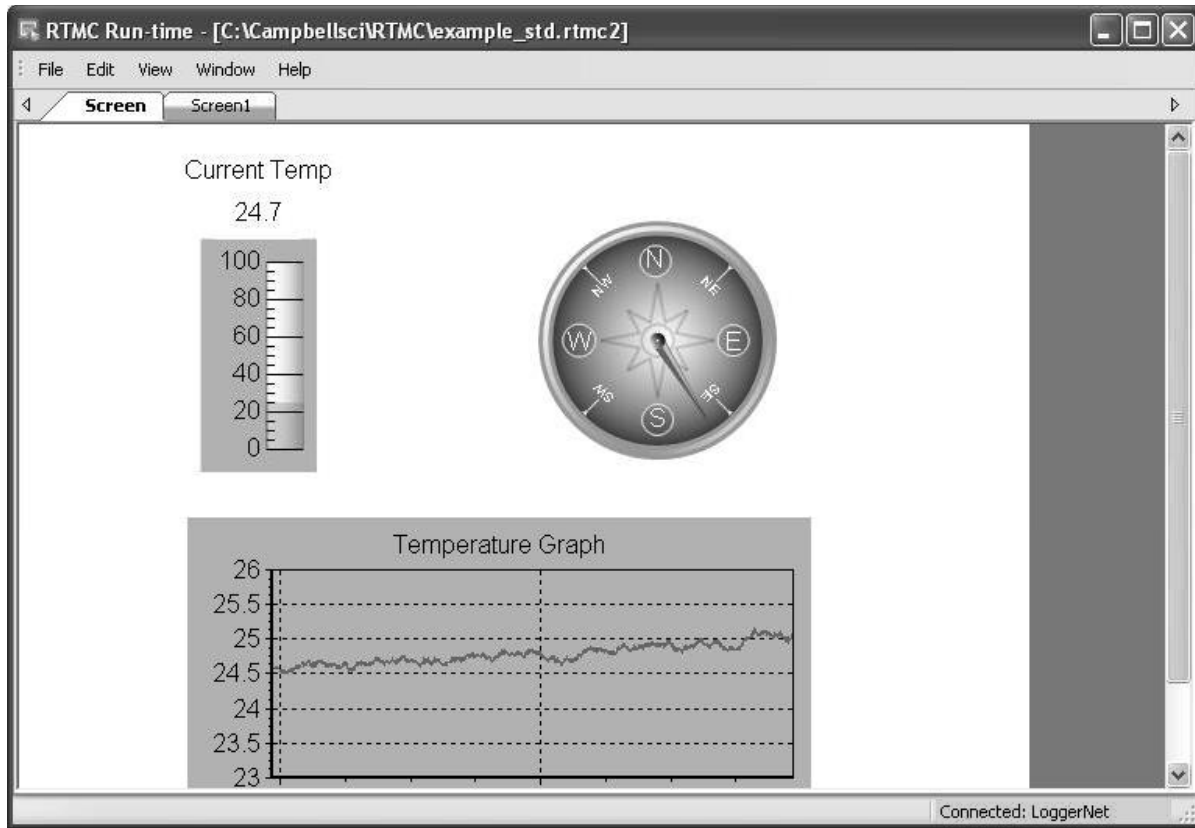 RTMC Run-time - [C:\Campbellsci\RTMC\example_std.rtmc2]
File Edit View Window Help
Screen Screen1
Current Temp
24.7
100
80
60
40
20
0
N
NE
E
SE
S
SW
W
NW
Temperature Graph
26
25.5
25
24.5
24
23.5
23
Connected: LoggerNet